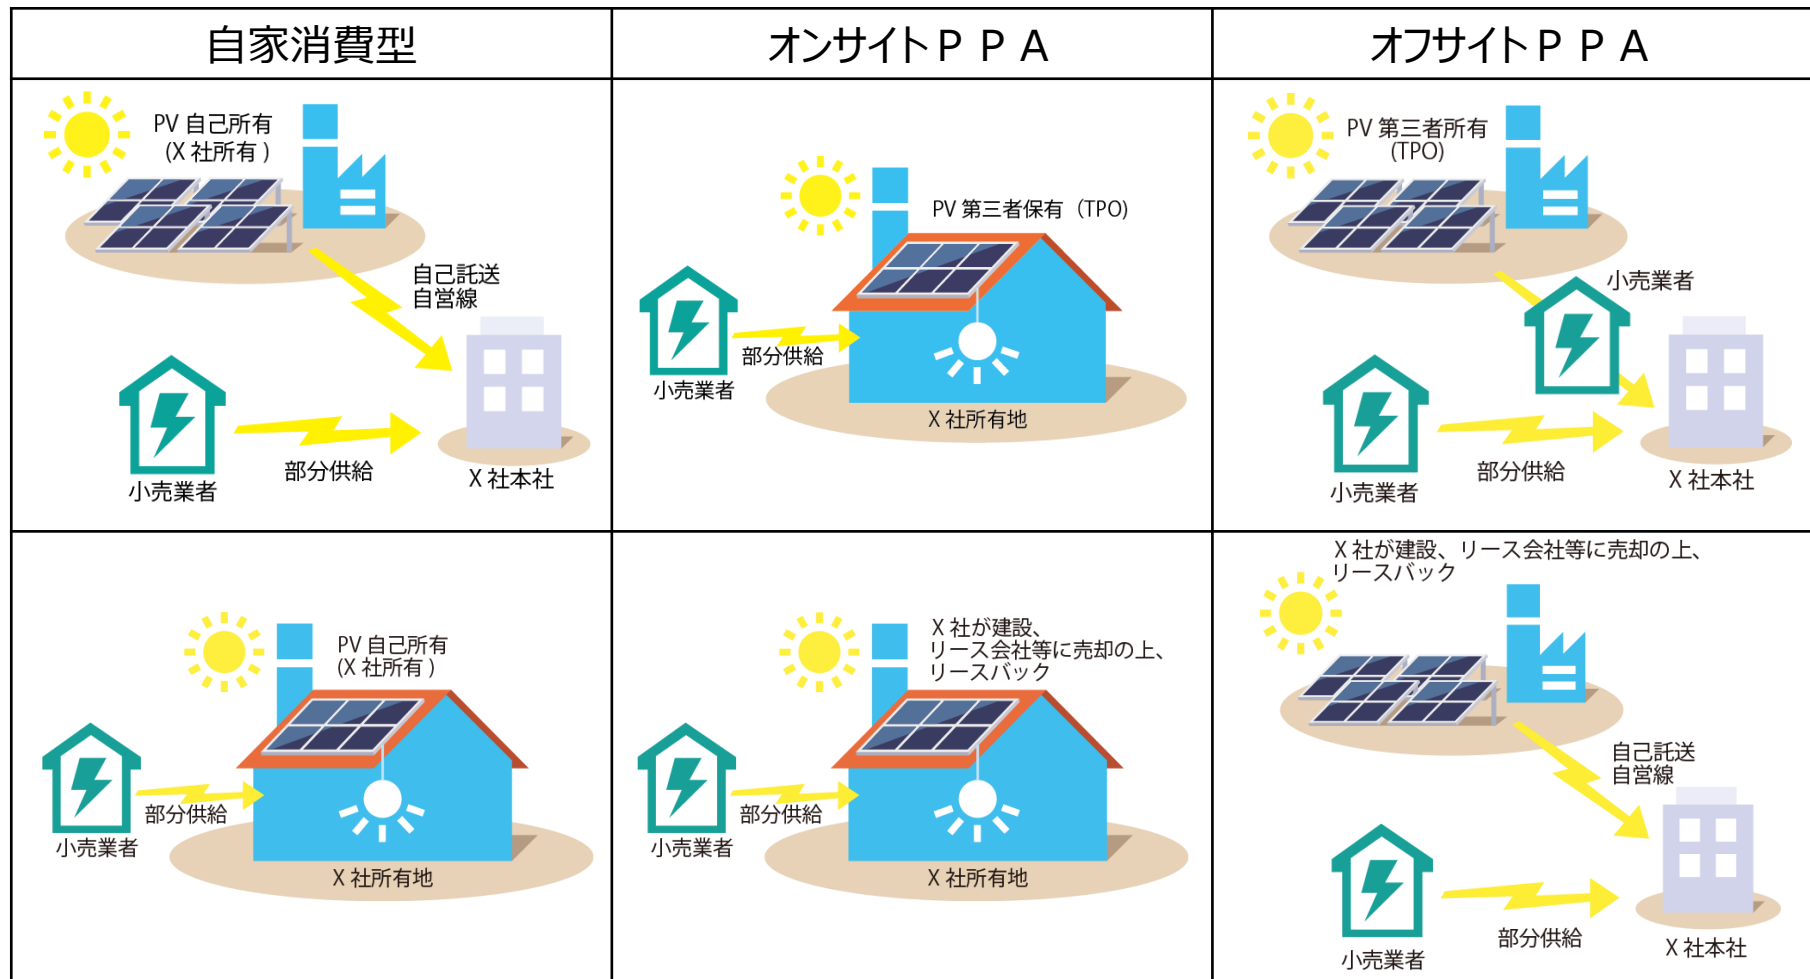 自家消費型
オンサイトＰＰＡ
オフサイトＰＰＡ
PV 自己所有
(X 社所有 )
自己託送
自営線
小売業者
部分供給
X 社本社
PV 第三者保有（TPO)
小売業者
部分供給
X 社所有地
PV 第三者所有
(TPO)
小売業者
小売業者
部分供給
X 社本社
PV 自己所有
(X 社所有 )
部分供給
小売業者
X 社所有地
X 社が建設、
リース会社等に売却の上、
リースバック
部分供給
小売業者
X 社所有地
X 社が建設、リース会社等に売却の上、
リースバック
自己託送
自営線
部分供給
小売業者
X 社本社